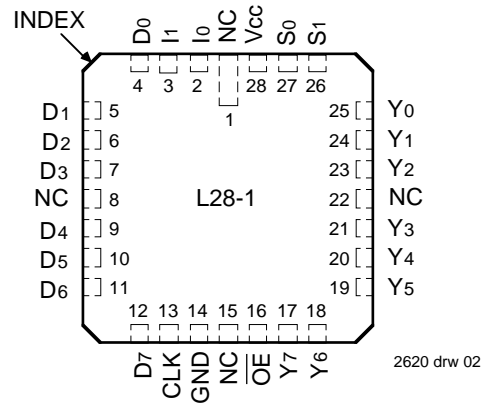 INDEX
D0 I1 I0 NC Vcc S0 S1
4 3 2 1 28 27 26
D1 5 25 Y0
D2 6 24 Y1
D3 7 23 Y2
NC 8 L28-1 22 NC
D4 9 21 Y3
D5 10 20 Y4
D6 11 19 Y5
12 13 14 15 16 17 18
D7 CLK GND NC O̅E̅ Y7 Y6
2620 drw 02